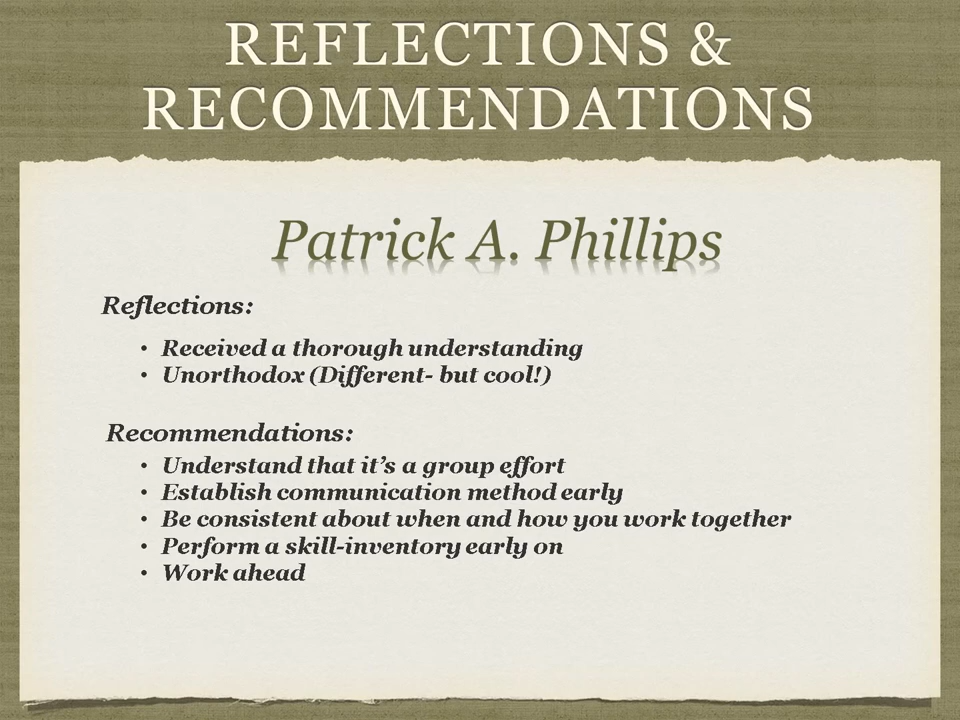 REFLECTIONS &
RECOMMENDATIONS
Patrick A. Phillips
Reflections:
• Received a thorough understanding
• Unorthodox (Different- but cool!)
Recommendations:
• Understand that it’s a group effort
• Establish communication method early
• Be consistent about when and how you work together
• Perform a skill-inventory early on
• Work ahead